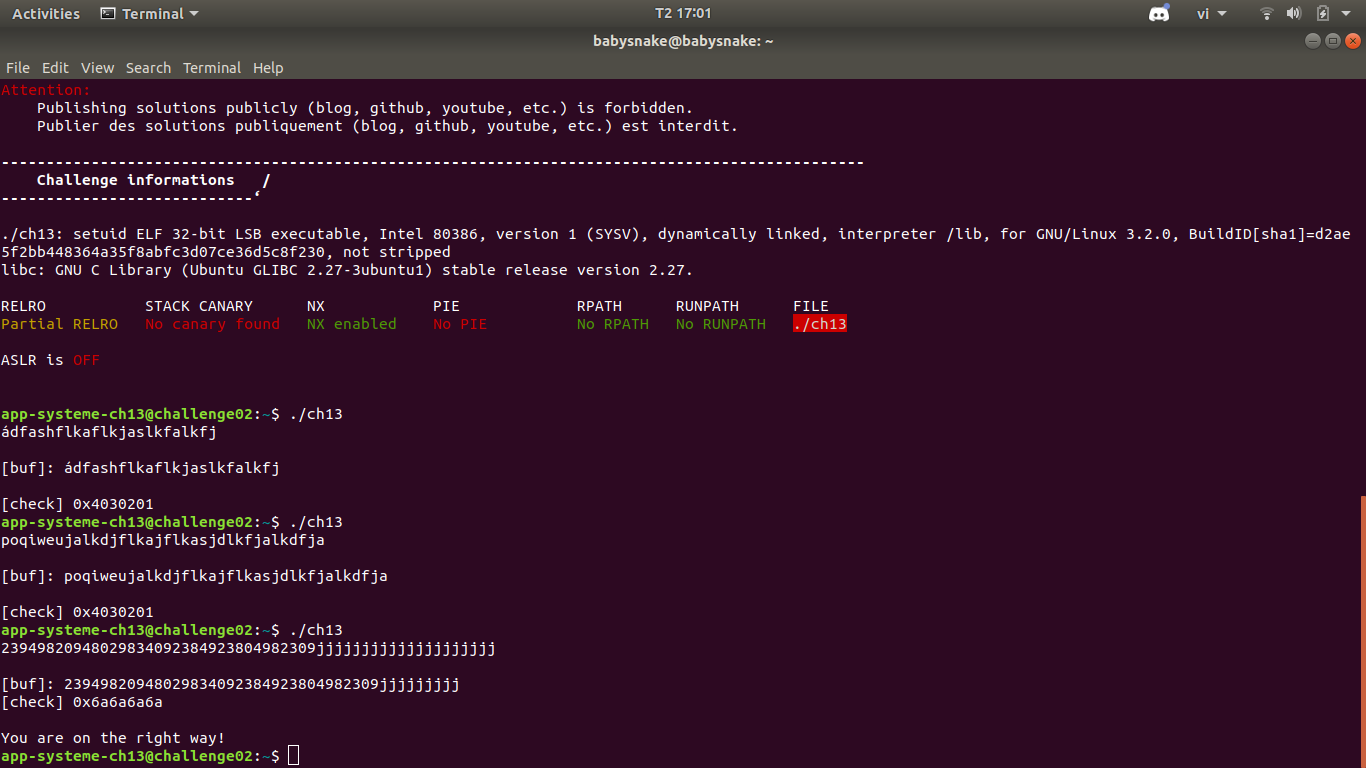 Activities Terminal T2 17:01 vi
babysnake@babysnake: ~
File Edit View Search Terminal Help
Attention:
Publishing solutions publicly (blog, github, youtube, etc.) is forbidden.
Publier des solutions publiquement (blog, github, youtube, etc.) est interdit.
------------------------------------------------------------------------------------------------
Challenge informations /
----------------------------‘
./ch13: setuid ELF 32-bit LSB executable, Intel 80386, version 1 (SYSV), dynamically linked, interpreter /lib, for GNU/Linux 3.2.0, BuildID[sha1]=d2ae
5f2bb448364a35f8abfc3d07ce36d5c8f230, not stripped
libc: GNU C Library (Ubuntu GLIBC 2.27-3ubuntu1) stable release version 2.27.
RELRO STACK CANARY NX PIE RPATH RUNPATH FILE
Partial RELRO No canary found NX enabled No PIE No RPATH No RUNPATH ./ch13
ASLR is OFF
app-systeme-ch13@challenge02:~$ ./ch13
ádfashflkaflkjaslkfalkfj
[buf]: ádfashflkaflkjaslkfalkfj
[check] 0x4030201
app-systeme-ch13@challenge02:~$ ./ch13
poqiweujalkdjflkajflkasjdlkfjalkdfja
[buf]: poqiweujalkdjflkajflkasjdlkfjalkdfja
[check] 0x4030201
app-systeme-ch13@challenge02:~$ ./ch13
23949820948029834092384923804982309jjjjjjjjjjjjjjjjjjjj
[buf]: 23949820948029834092384923804982309jjjjjjjjj
[check] 0x6a6a6a6a
You are on the right way!
app-systeme-ch13@challenge02:~$